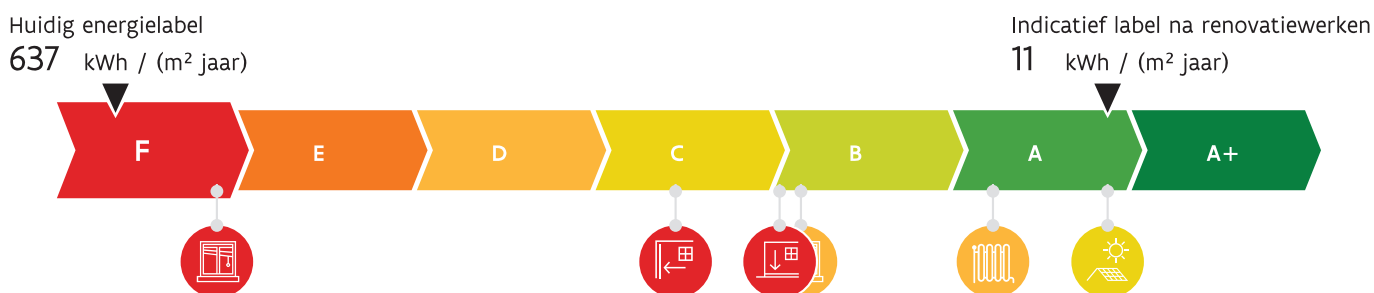 Huidig energielabel
637 kWh / (m² jaar)
Indicatief label na renovatiewerken
11 kWh / (m² jaar)
F E D C B A A+